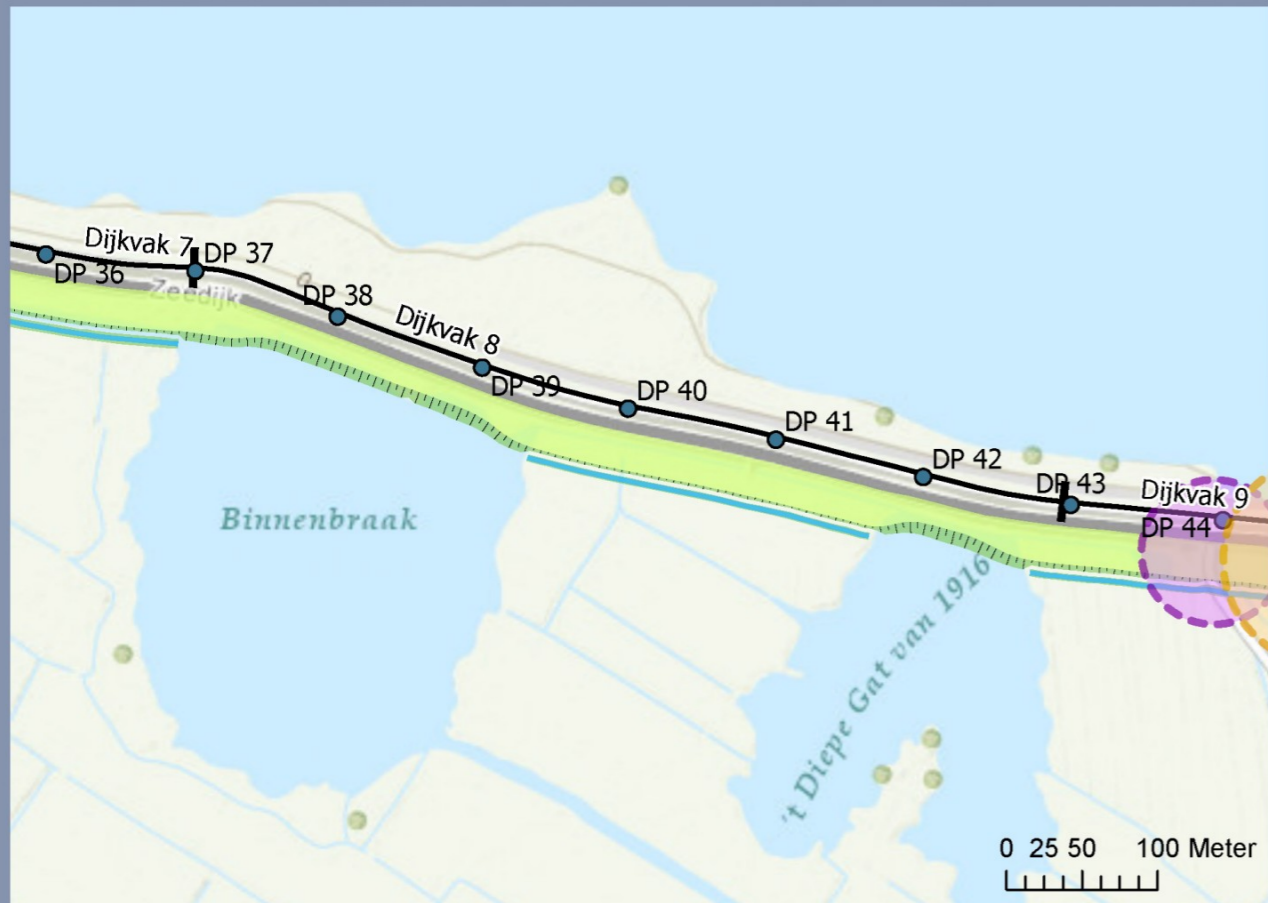 Dijkvak 7
DP 37
DP 36
Zeedijk
DP 38
Dijkvak 8
DP 39
DP 40
DP 41
DP 42
DP 43
Dijkvak 9
DP 44
Binnenbraak
't Diepe Gat van 1916
0 25 50 100 Meter